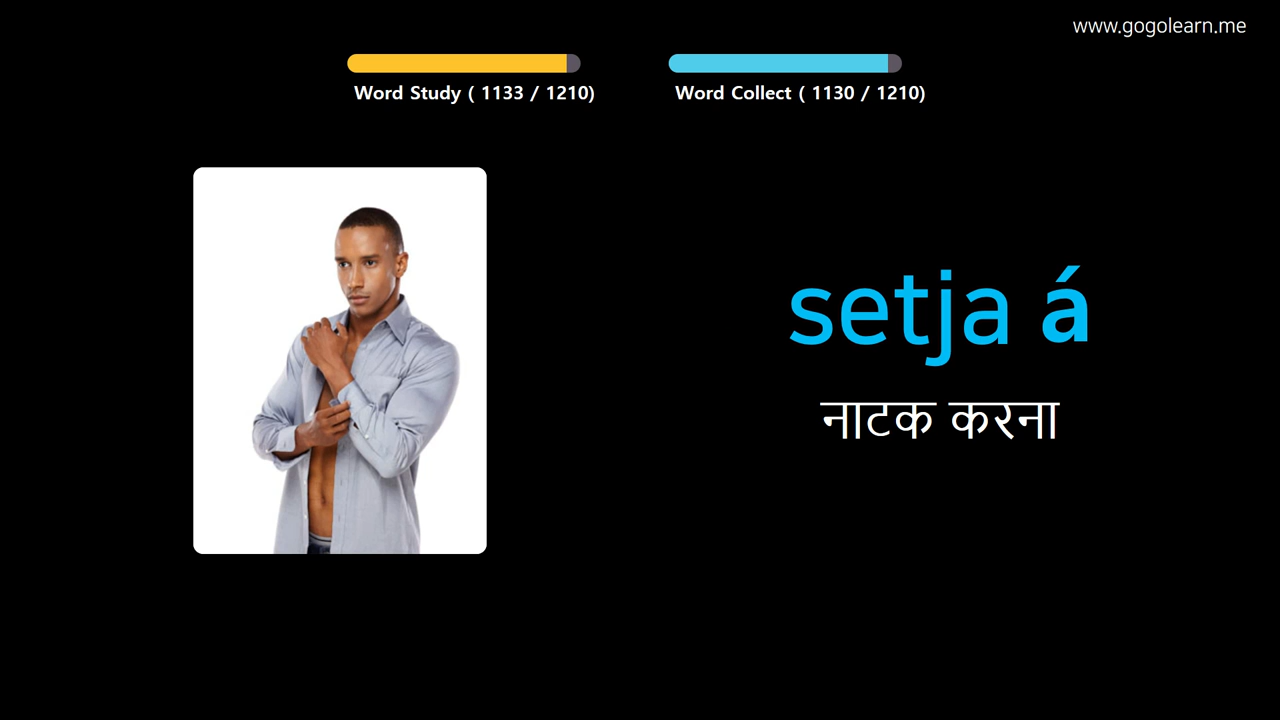 www.gogolearn.me
Word Study ( 1133 / 1210)
Word Collect ( 1130 / 1210)
setja á
नाटक करना